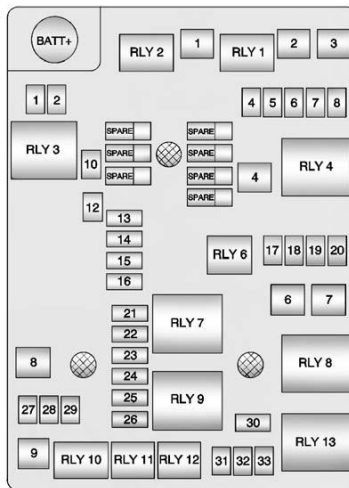 BATT+
RLY 2
1
RLY 1
2
3
1 2
4 5 6 7 8
RLY 3
SPARE
SPARE
SPARE
10
SPARE
SPARE
SPARE
SPARE
4
RLY 4
12
13
14
15
16
RLY 6
17 18 19 20
6
7
21
22
23
24
25
26
RLY 7
RLY 8
8
RLY 9
27 28 29
30
RLY 13
9
RLY 10
RLY 11
RLY 12
31 32 33